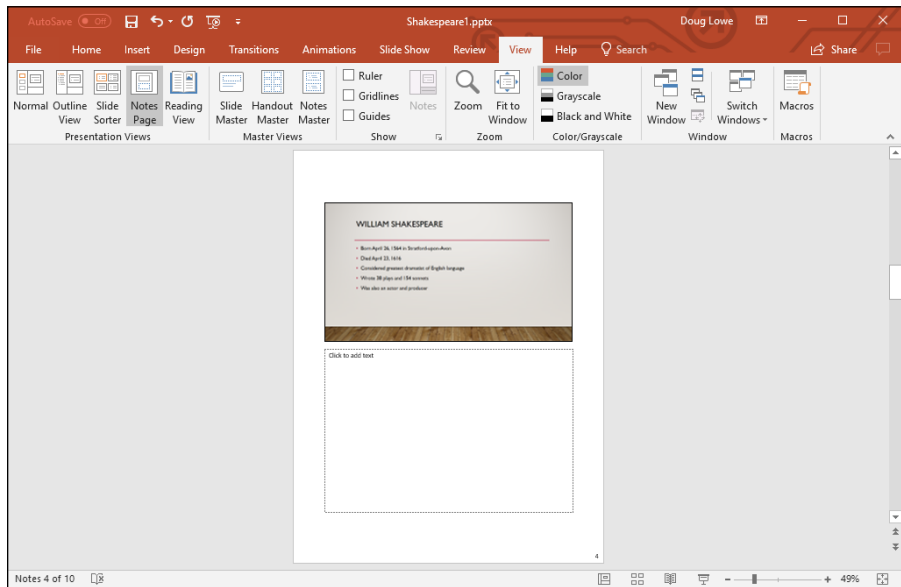 AutoSave Off Shakespeare1.pptx Doug Lowe
File Home Insert Design Transitions Animations Slide Show Review View Help Search Share
Normal Outline View Slide Sorter Notes Page Reading View
Presentation Views
Slide Master Handout Master Notes Master
Master Views
Ruler
Gridlines
Guides
Notes
Show
Zoom Fit to Window
Zoom
Color
Grayscale
Black and White
Color/Grayscale
New Window Switch Windows
Window
Macros
Macros
WILLIAM SHAKESPEARE
• Born April 26, 1564 in Stratford-upon-Avon
• Died April 23, 1616
• Considered greatest dramatist of English language
• Wrote 38 plays and 154 sonnets
• Was also an actor and producer
Click to add text
4
Notes 4 of 10 49%